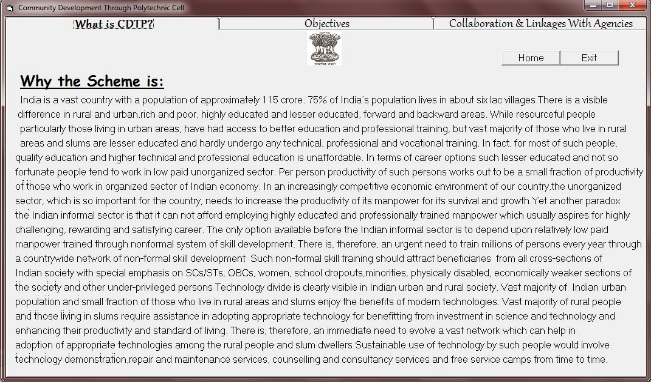 Community Development Through Polytechnic Cell
What is CDTP?
Objectives
Collaboration & Linkages With Agencies
Home
Exit
Why the Scheme is:
India is a vast country with a population of approximately 115 crore. 75% of India's population lives in about six lac villages.There is a visible
difference in rural and urban,rich and poor, highly educated and lesser educated, forward and backward areas. While resourceful people
particularly those living in urban areas, have had access to better education and professional training, but vast majority of those who live in rural
areas and slums are lesser educated and hardly undergo any technical, professional and vocational training. In fact, for most of such people,
quality education and higher technical and professional education is unaffordable. In terms of career options such lesser educated and not so
fortunate people tend to work in low paid unorganized sector. Per person productivity of such persons works out to be a small fraction of productivity
of those who work in organized sector of Indian economy. In an increasingly competitive economic environment of our country,the unorganized
sector, which is so important for the country, needs to increase the productivity of its manpower for its survival and growth.Yet another paradox
the Indian informal sector is that it can not afford employing highly educated and professionally trained manpower which usually aspires for highly
challenging, rewarding and satisfying career. The only option available before the Indian informal sector is to depend upon relatively low paid
manpower trained through nonformal system of skill development. There is, therefore, an urgent need to train millions of persons every year through
a countrywide network of non-formal skill development. Such non-formal skill training should attract beneficiaries from all cross-sections of
Indian society with special emphasis on SCs/STs, OBCs, women, school dropouts,minorities, physically disabled, economically weaker sections of
the society and other under-privileged persons.Technology divide is clearly visible in Indian urban and rural society. Vast majority of Indian urban
population and small fraction of those who live in rural areas and slums enjoy the benefits of modern technologies. Vast majority of rural people
and those living in slums require assistance in adopting appropriate technology for benefitting from investment in science and technology and
enhancing their productivity and standard of living. There is, therefore, an immediate need to evolve a vast network which can help in
adoption of appropriate technologies among the rural people and slum dwellers.Sustainable use of technology by such people would involve
technology demonstration,repair and maintenance services, counselling and consultancy services and free service camps from time to time.